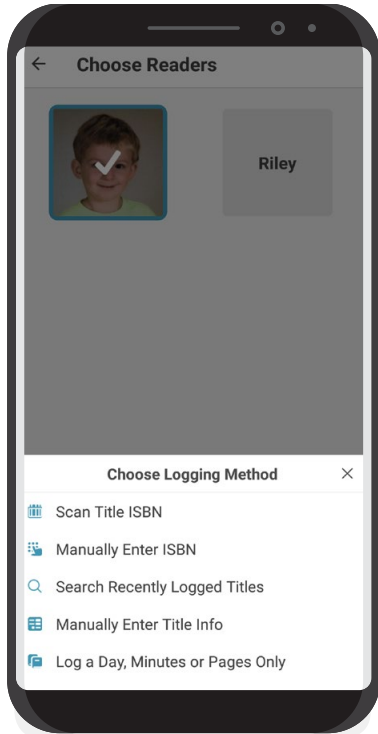 Choose Readers
Riley
Choose Logging Method
Scan Title ISBN
Manually Enter ISBN
Search Recently Logged Titles
Manually Enter Title Info
Log a Day, Minutes or Pages Only